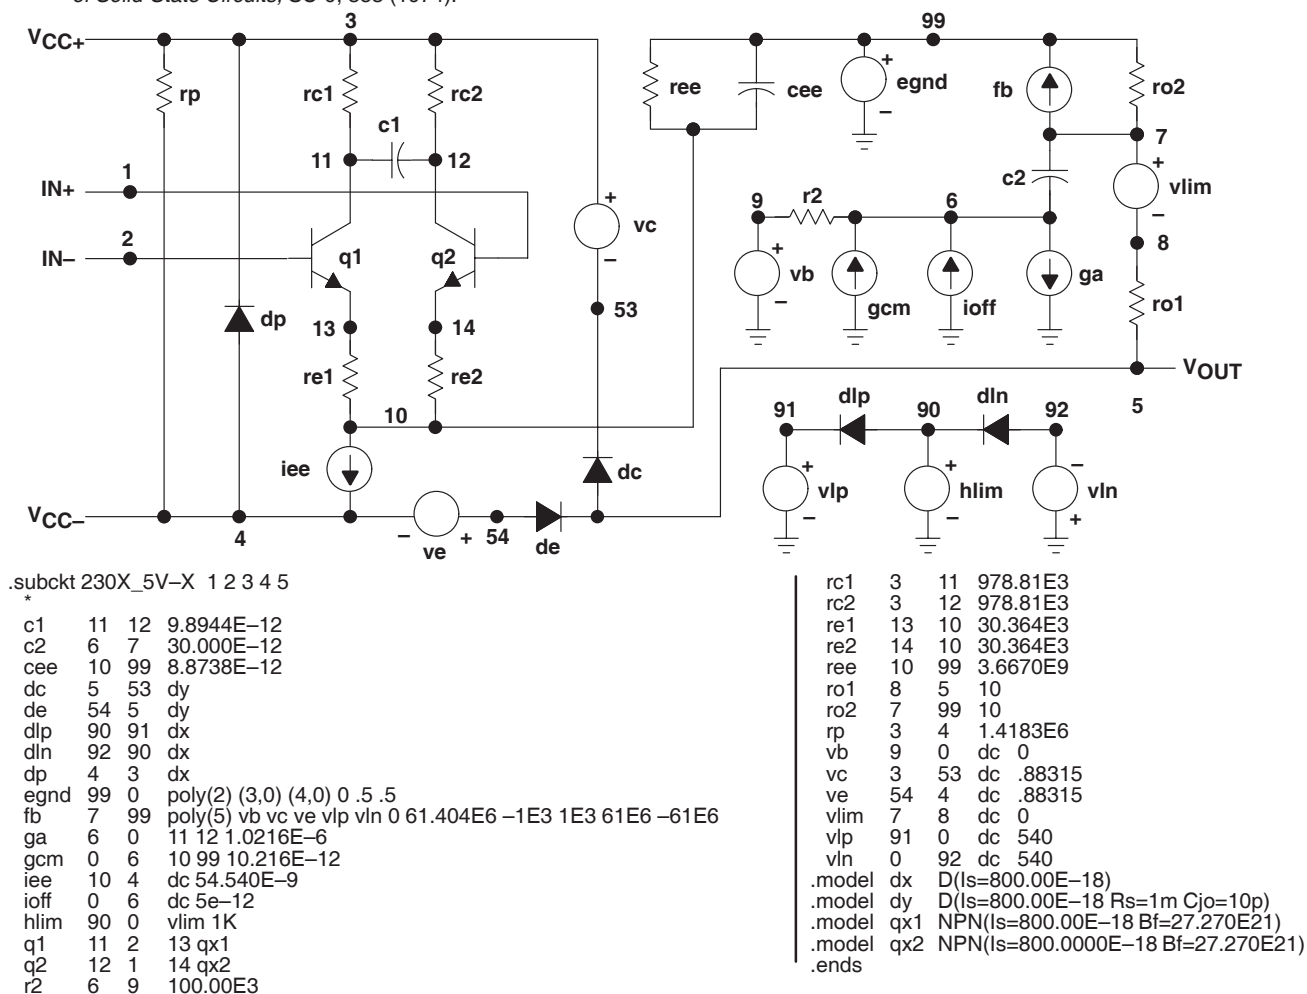 of Solid-State Circuits, SC-9, 353 (1974).
3
99
VCC+
rp
rc1
rc2
ree
cee
egnd
+
–
fb
ro2
c1
11
12
7
1
IN+
c2
+
vlim
–
9
r2
6
2
IN–
q1
q2
+
vc
–
8
+
vb
–
gcm
ioff
ga
ro1
dp
13
14
53
re1
re2
VOUT
10
5
91
dlp
90
dln
92
iee
dc
+
vlp
–
+
hlim
–
–
vln
+
VCC–
4
–
ve
+
54
de
.subckt 230X_5V–X 1 2 3 4 5
*
c1 11 12 9.8944E–12
c2 6 7 30.000E–12
cee 10 99 8.8738E–12
dc 5 53 dy
de 54 5 dy
dlp 90 91 dx
dln 92 90 dx
dp 4 3 dx
egnd 99 0 poly(2) (3,0) (4,0) 0 .5 .5
fb 7 99 poly(5) vb vc ve vlp vln 0 61.404E6 –1E3 1E3 61E6 –61E6
ga 6 0 11 12 1.0216E–6
gcm 0 6 10 99 10.216E–12
iee 10 4 dc 54.540E–9
ioff 0 6 dc 5e–12
hlim 90 0 vlim 1K
q1 11 2 13 qx1
q2 12 1 14 qx2
r2 6 9 100.00E3
rc1 3 11 978.81E3
rc2 3 12 978.81E3
re1 13 10 30.364E3
re2 14 10 30.364E3
ree 10 99 3.6670E9
ro1 8 5 10
ro2 7 99 10
rp 3 4 1.4183E6
vb 9 0 dc 0
vc 3 53 dc .88315
ve 54 4 dc .88315
vlim 7 8 dc 0
vlp 91 0 dc 540
vln 0 92 dc 540
.model dx D(Is=800.00E–18)
.model dy D(Is=800.00E–18 Rs=1m Cjo=10p)
.model qx1 NPN(Is=800.00E–18 Bf=27.270E21)
.model qx2 NPN(Is=800.0000E–18 Bf=27.270E21)
.ends